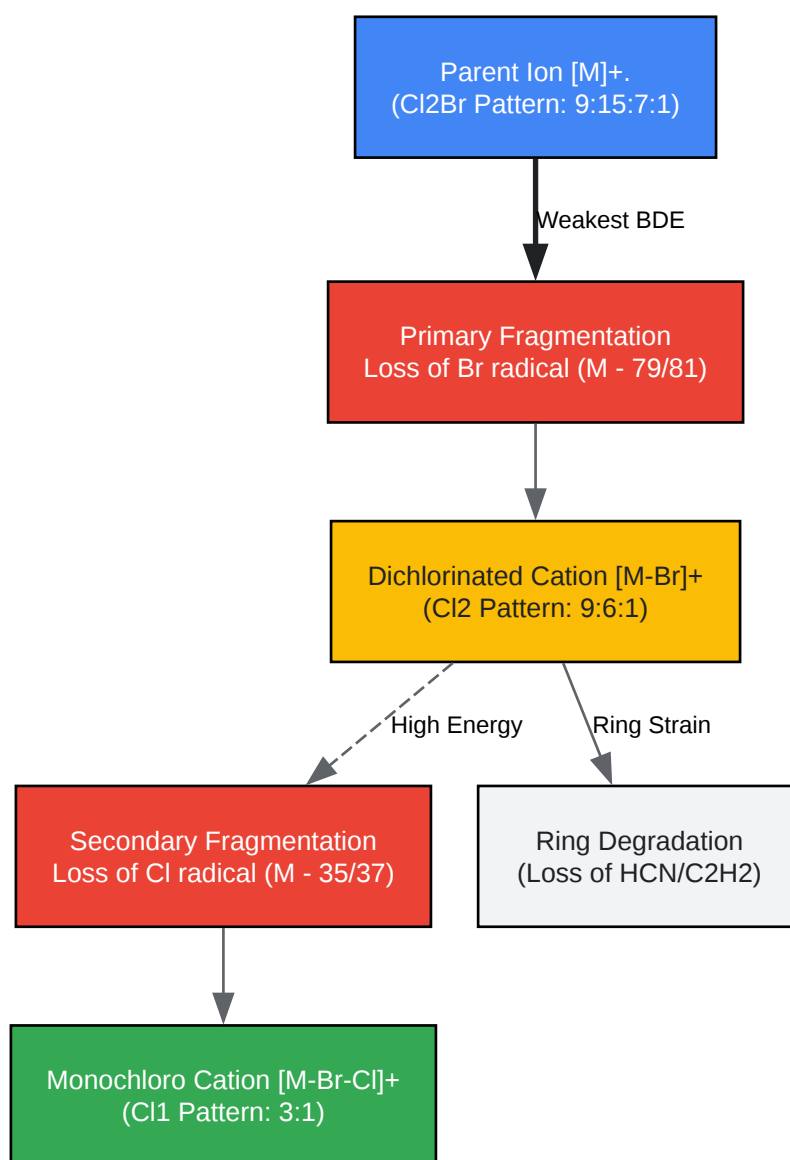 Parent Ion [M]+.
(Cl2Br Pattern: 9:15:7:1)
Weakest BDE
Primary Fragmentation
Loss of Br radical (M - 79/81)
Dichlorinated Cation [M-Br]+
(Cl2 Pattern: 9:6:1)
High Energy
Ring Strain
Secondary Fragmentation
Loss of Cl radical (M - 35/37)
Ring Degradation
(Loss of HCN/C2H2)
Monochloro Cation [M-Br-Cl]+
(Cl1 Pattern: 3:1)